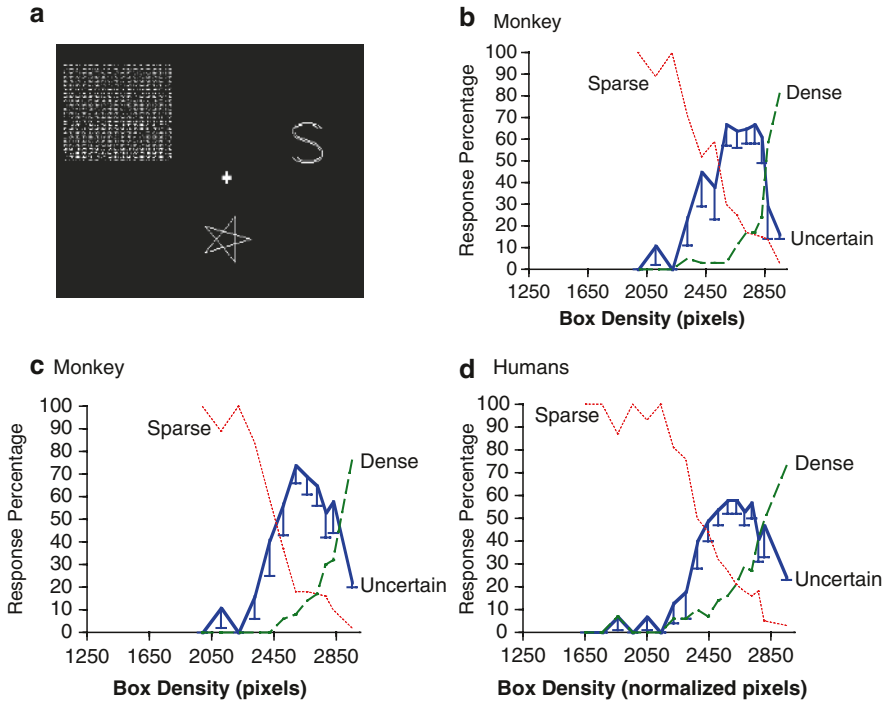 a
S
b Monkey
Response Percentage
100
90
80
70
60
50
40
30
20
10
0
Sparse
Dense
Uncertain
1250 1650 2050 2450 2850
Box Density (pixels)
c Monkey
Response Percentage
100
90
80
70
60
50
40
30
20
10
0
Sparse
Dense
Uncertain
1250 1650 2050 2450 2850
Box Density (pixels)
d Humans
Response Percentage
100
90
80
70
60
50
40
30
20
10
0
Sparse
Dense
Uncertain
1250 1650 2050 2450 2850
Box Density (normalized pixels)